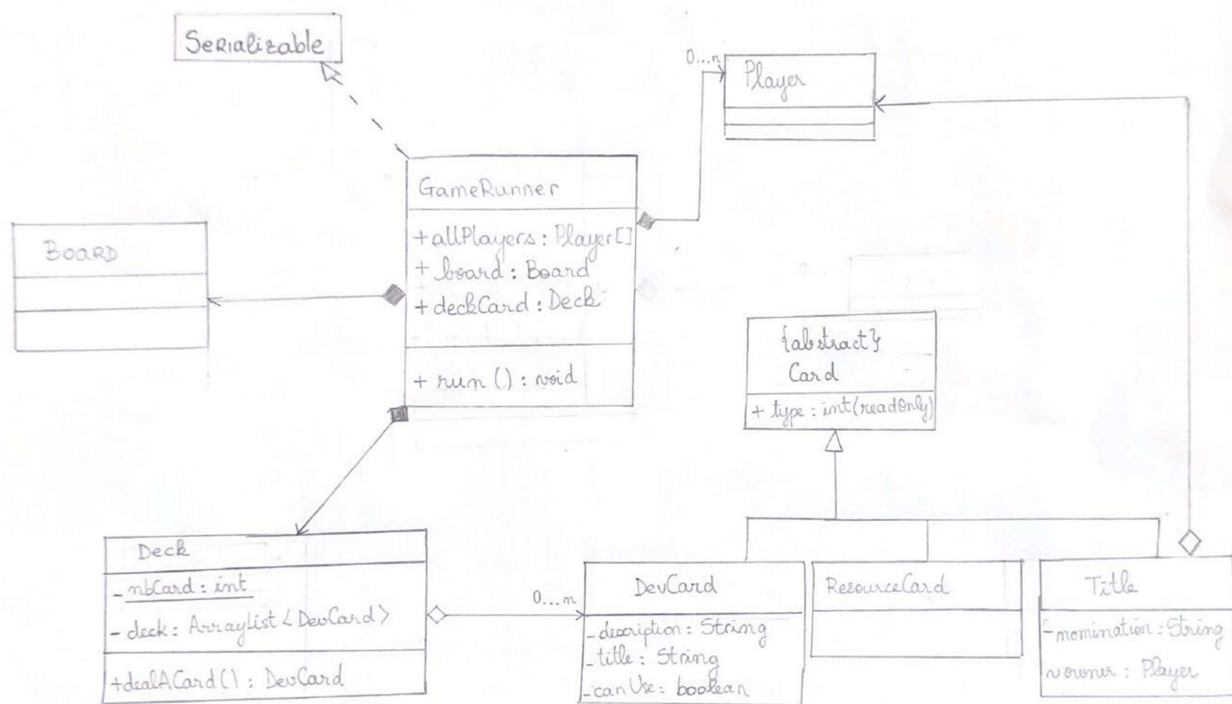 Serializable
0...n
Player
GameRunner
+allPlayers: Player[]
+ board: Board
+deckCard: Deck
+ run () : void
BOARD
{abstract}
Card
+ type: int(readOnly)
Deck
- nbCard: int
- deck: ArrayList <DevCard>
+dealACard() : DevCard
0...n
DevCard
- description: String
- title: String
- canUse: boolean
ResourceCard
Title
- nomination: String
owner: Player